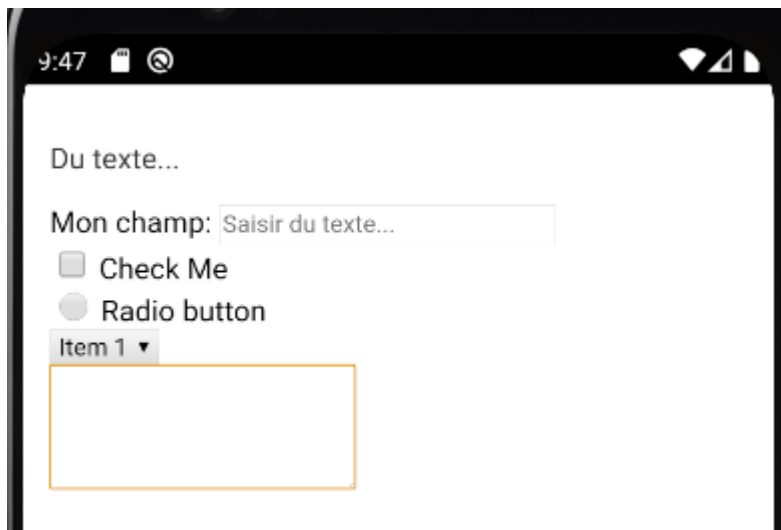 9:47
Du texte...
Mon champ: Saisir du texte...
Check Me
Radio button
Item 1